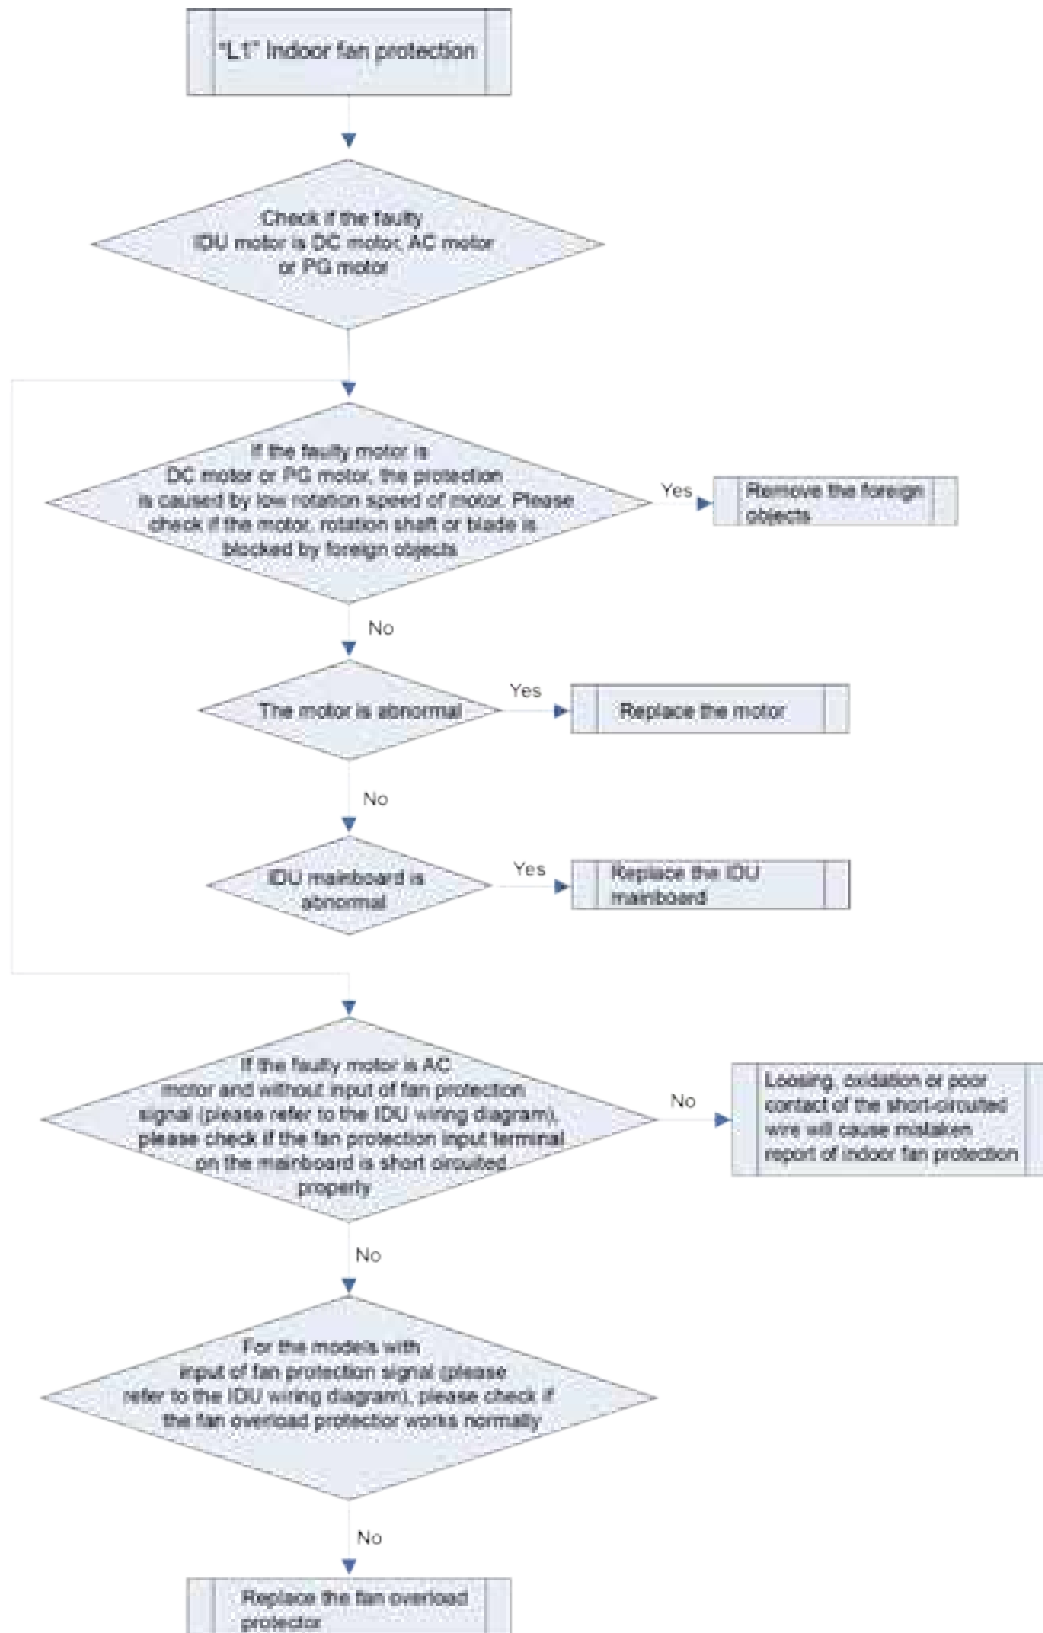 "L1" Indoor fan protection
Check if the faulty
IDU motor is DC motor, AC motor
or PG motor
If the faulty motor is
DC motor or PG motor, the protection
is caused by low rotation speed of motor. Please
check if the motor, rotation shaft or blade is
blocked by foreign objects
Yes
Remove the foreign
objects
No
The motor is abnormal
Yes
Replace the motor
No
IDU mainboard is
abnormal
Yes
Replace the IDU
mainboard
If the faulty motor is AC
motor and without input of fan protection
signal (please refer to the IDU wiring diagram),
please check if the fan protection input terminal
on the mainboard is short circuited
properly
No
Loosing, oxidation or poor
contact of the short-circuited
wire will cause mistaken
report of indoor fan protection
No
For the models with
input of fan protection signal (please
refer to the IDU wiring diagram), please check if
the fan overload protectior works normally
No
Replace the fan overload
protector